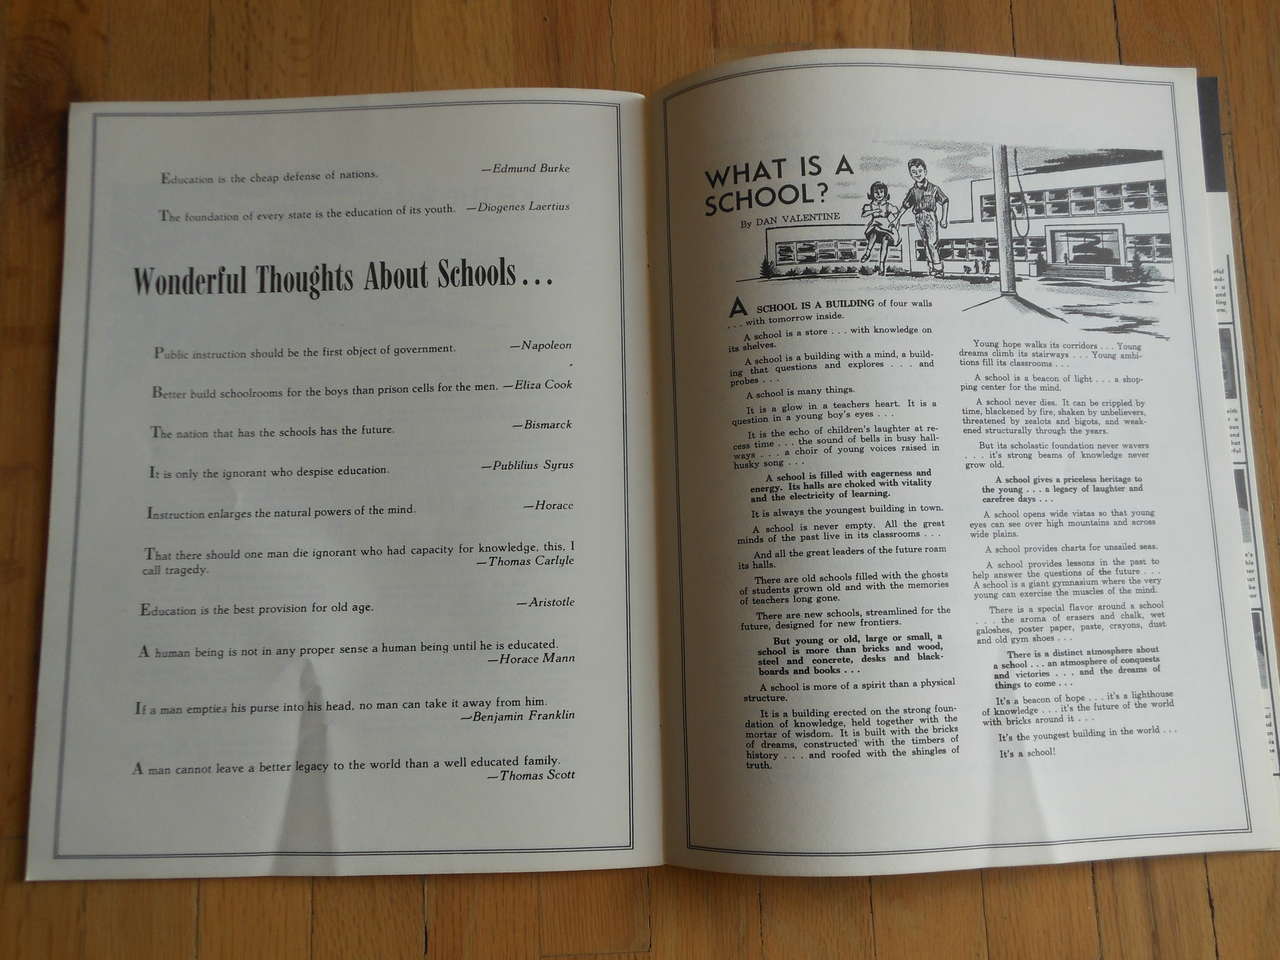 Education is the cheap defense of nations. —Edmund Burke
The foundation of every state is the education of its youth. —Diogenes Laertius
Wonderful Thoughts About Schools . . .
Public instruction should be the first object of government. —Napoleon
Better build schoolrooms for the boys than prison cells for the men. —Eliza Cook
The nation that has the schools has the future. —Bismarck
It is only the ignorant who despise education. —Publilius Syrus
Instruction enlarges the natural powers of the mind. —Horace
That there should one man die ignorant who had capacity for knowledge, this, I
call tragedy. —Thomas Carlyle
Education is the best provision for old age. —Aristotle
A human being is not in any proper sense a human being until he is educated.
—Horace Mann
If a man empties his purse into his head, no man can take it away from him.
—Benjamin Franklin
A man cannot leave a better legacy to the world than a well educated family.
—Thomas Scott
WHAT IS A
SCHOOL?
By DAN VALENTINE
A SCHOOL IS A BUILDING of four walls
. . . with tomorrow inside.
A school is a store . . . with knowledge on
its shelves.
A school is a building with a mind, a build-
ing that questions and explores . . . and
probes . . .
A school is many things.
It is a glow in a teachers heart. It is a
question in a young boy's eyes . . .
It is the echo of children's laughter at re-
cess time . . . the sound of bells in busy hall-
ways . . . a choir of young voices raised in
husky song . . .
A school is filled with eagerness and
energy. Its halls are choked with vitality
and the electricity of learning.
It is always the youngest building in town.
A school is never empty. All the great
minds of the past live in its classrooms . . .
And all the great leaders of the future roam
its halls.
There are old schools filled with the ghosts
of students grown old and with the memories
of teachers long gone.
There are new schools, streamlined for the
future, designed for new frontiers.
But young or old, large or small, a
school is more than bricks and wood,
steel and concrete, desks and black-
boards and books . . .
A school is more of a spirit than a physical
structure.
It is a building erected on the strong foun-
dation of knowledge, held together with the
mortar of wisdom. It is built with the bricks
of dreams, constructed with the timbers of
history . . . and roofed with the shingles of
truth.
Young hope walks its corridors . . . Young
dreams climb its stairways . . . Young ambi-
tions fill its classrooms . . .
A school is a beacon of light . . . a shop-
ping center for the mind.
A school never dies. It can be crippled by
time, blackened by fire, shaken by unbelievers,
threatened by zealots and bigots, and weak-
ened structurally through the years.
But its scholastic foundation never wavers
. . . it's strong beams of knowledge never
grow old.
A school gives a priceless heritage to
the young . . . a legacy of laughter and
carefree days . . .
A school opens wide vistas so that young
eyes can see over high mountains and across
wide plains.
A school provides charts for unsailed seas.
A school provides lessons in the past to
help answer the questions of the future . . .
A school is a giant gymnasium where the very
young can exercise the muscles of the mind.
There is a special flavor around a school
. . . the aroma of erasers and chalk, wet
galoshes, poster paper, paste, crayons, dust
and old gym shoes . . .
There is a distinct atmosphere about
a school . . . an atmosphere of conquests
and victories . . . and the dreams of
things to come . . .
It's a beacon of hope . . . it's a lighthouse
of knowledge . . . it's the future of the world
with bricks around it . . .
It's the youngest building in the world . . .
It's a school!